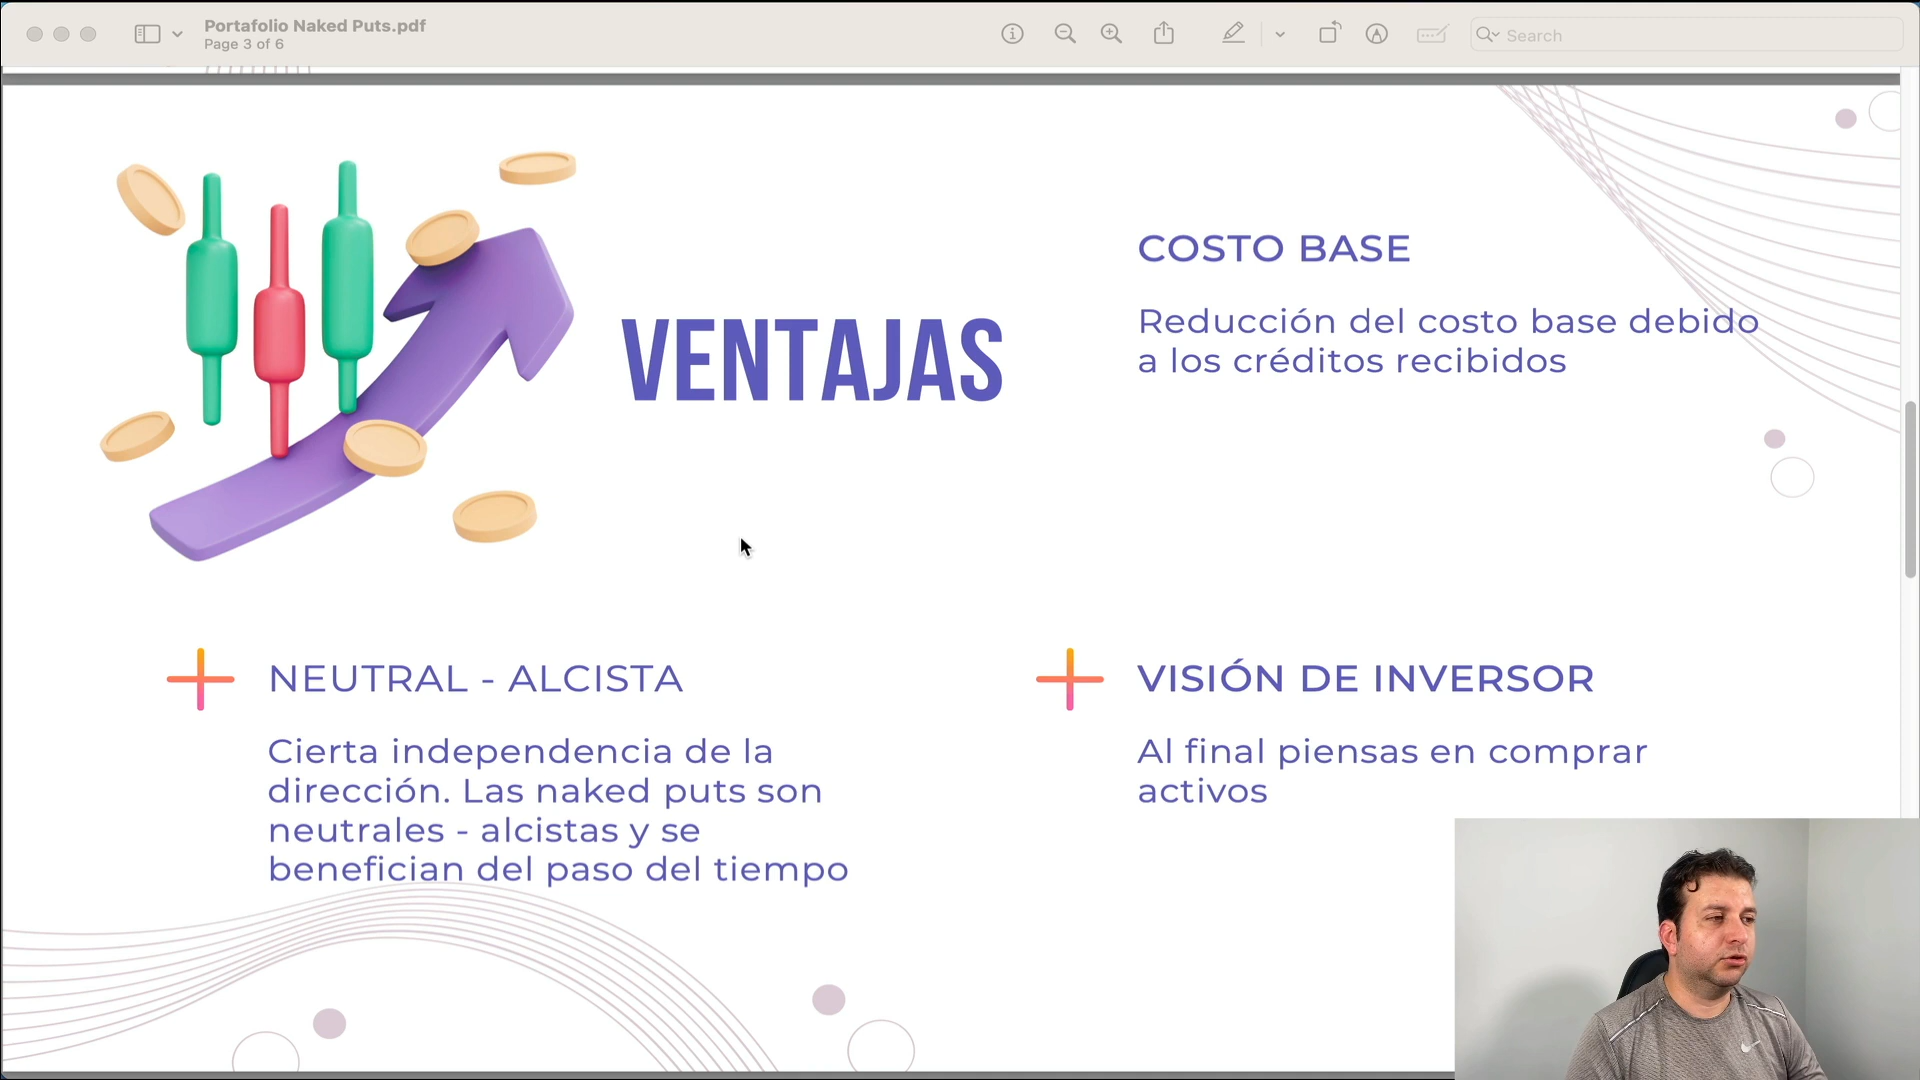 Portafolio Naked Puts.pdf
Page 3 of 6
Search
VENTAJAS
COSTO BASE
Reducción del costo base debido
a los créditos recibidos
NEUTRAL - ALCISTA
Cierta independencia de la
dirección. Las naked puts son
neutrales - alcistas y se
benefician del paso del tiempo
VISIÓN DE INVERSOR
Al final piensas en comprar
activos